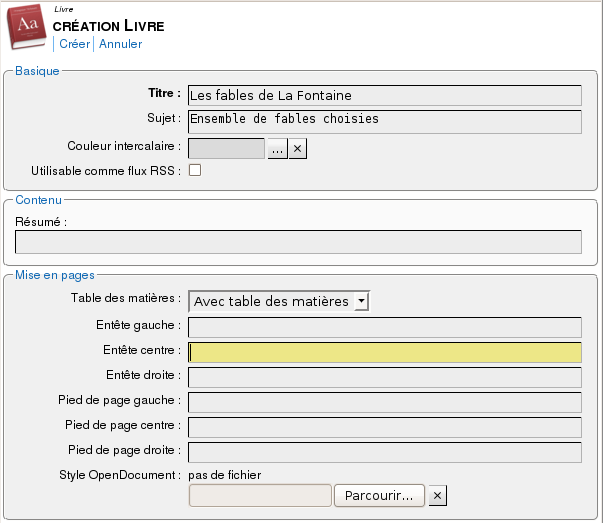 Livre
Aa
CRÉATION LIVRE
Créer Annuler
Basique
Titre : Les fables de La Fontaine
Sujet : Ensemble de fables choisies
Couleur intercalaire : ... ×
Utilisable comme flux RSS :
Contenu
Résumé :
Mise en pages
Table des matières : Avec table des matières
Entête gauche :
Entête centre :
Entête droite :
Pied de page gauche :
Pied de page centre :
Pied de page droite :
Style OpenDocument : pas de fichier
Parcourir... ×